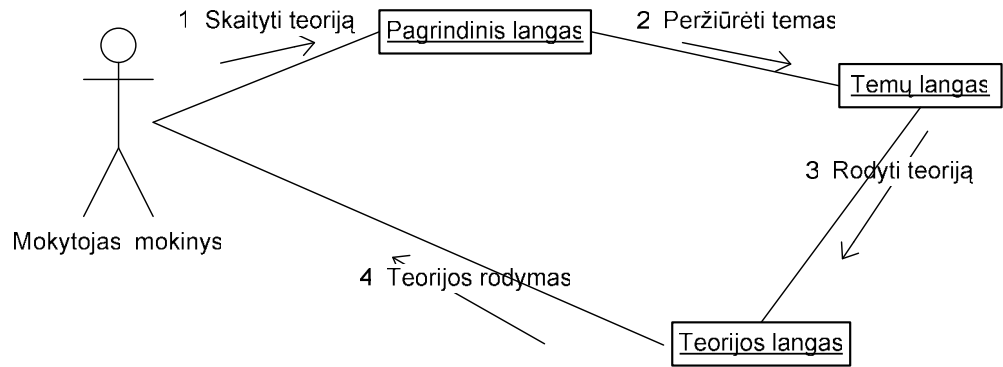 1 Skaityti teoriją
Pagrindinis langas
2 Peržiūrėti temas
Temų langas
3 Rodyti teoriją
Mokytojas mokinys
4 Teorijos rodymas
Teorijos langas